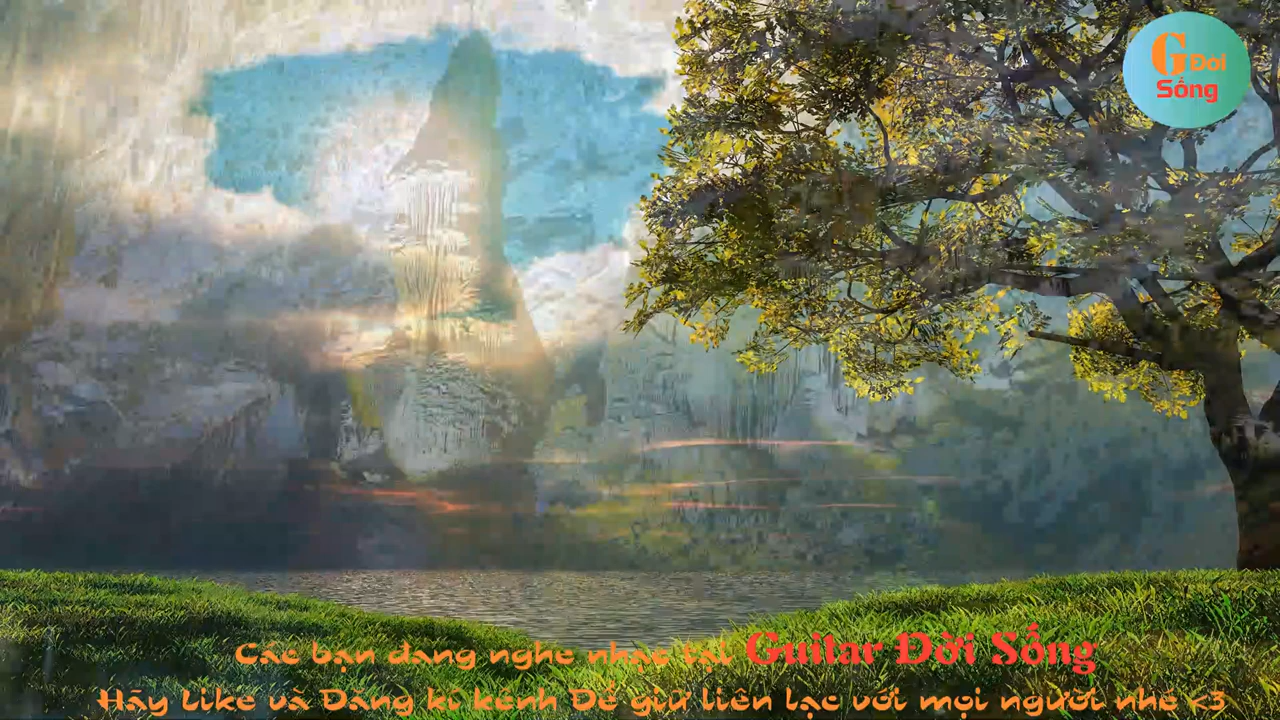 G Đời
Sống
Các bạn đang nghe nhạc tại Guitar Đời Sống
Hãy Like và Đăng kí kênh Để giữ liên lạc với mọi người nhé <3